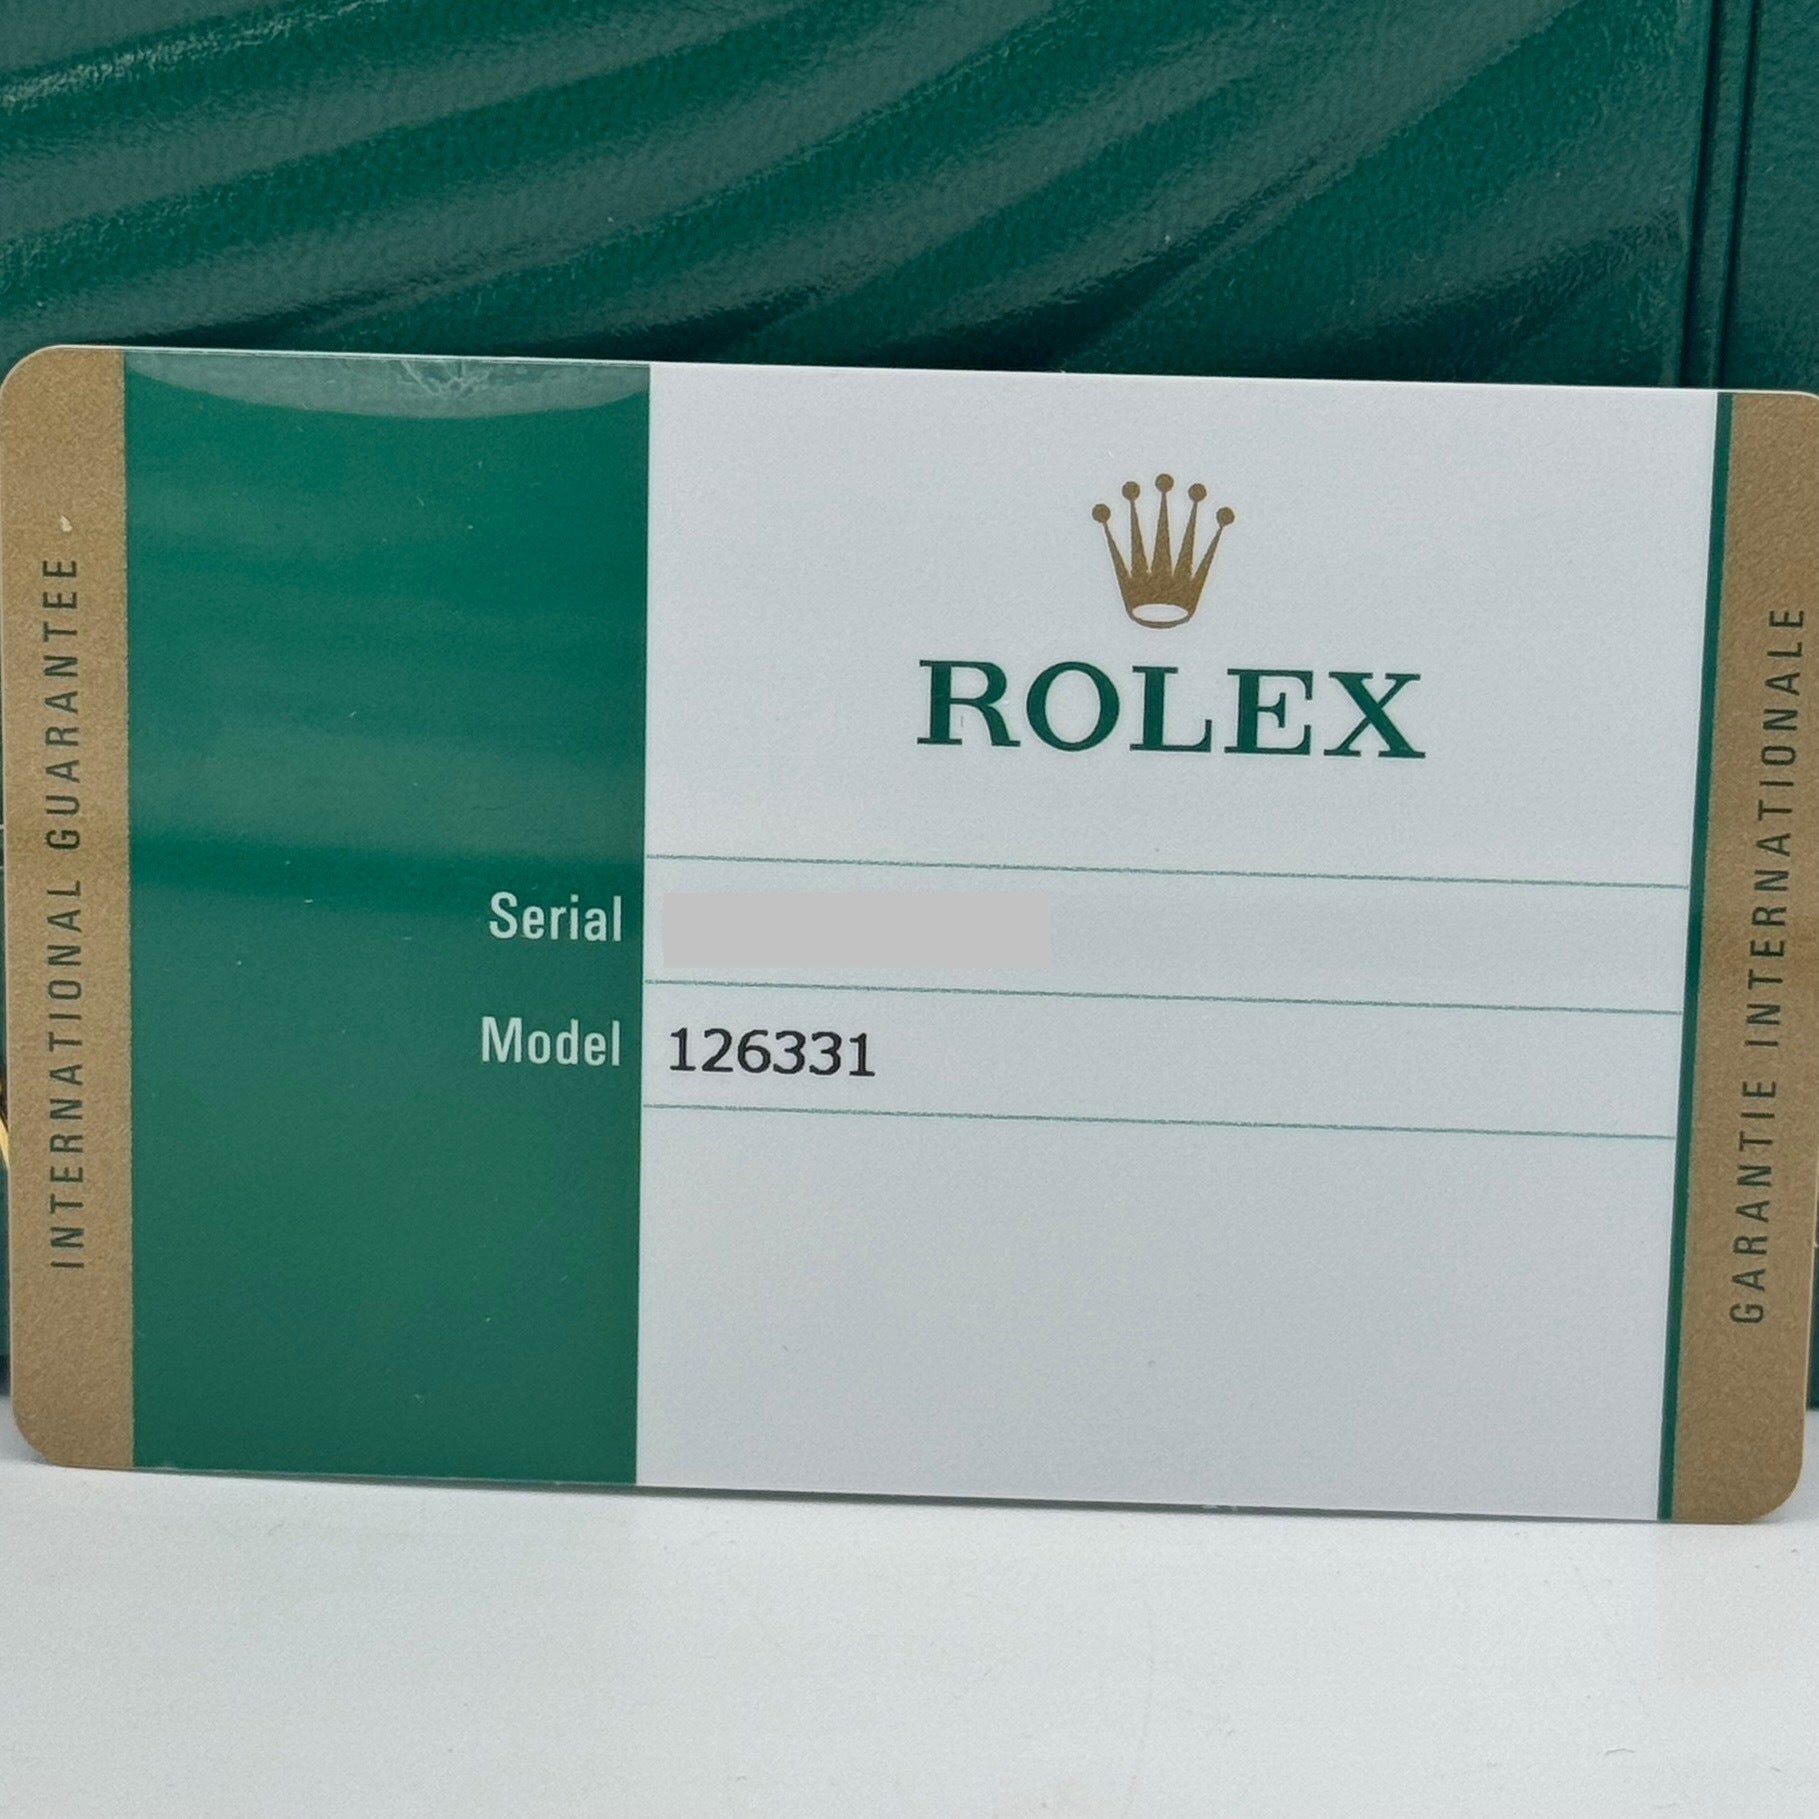 INTERNATIONAL GUARANTEE
ROLEX
Serial
Model 126331
GARANTIE INTERNATIONALE